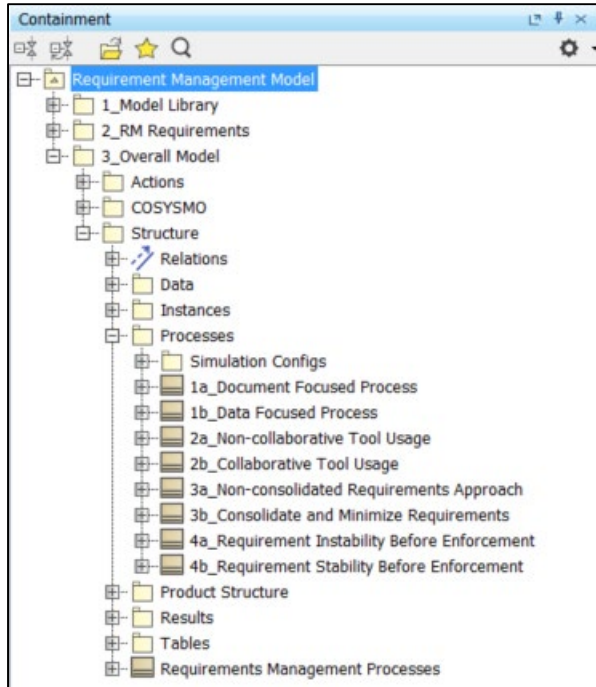 Containment
Requirement Management Model
1_Model Library
2_RM Requirements
3_Overall Model
Actions
COSYSMO
Structure
Relations
Data
Instances
Processes
Simulation Configs
1a_Document Focused Process
1b_Data Focused Process
2a_Non-collaborative Tool Usage
2b_Collaborative Tool Usage
3a_Non-consolidated Requirements Approach
3b_Consolidate and Minimize Requirements
4a_Requirement Instability Before Enforcement
4b_Requirement Stability Before Enforcement
Product Structure
Results
Tables
Requirements Management Processes